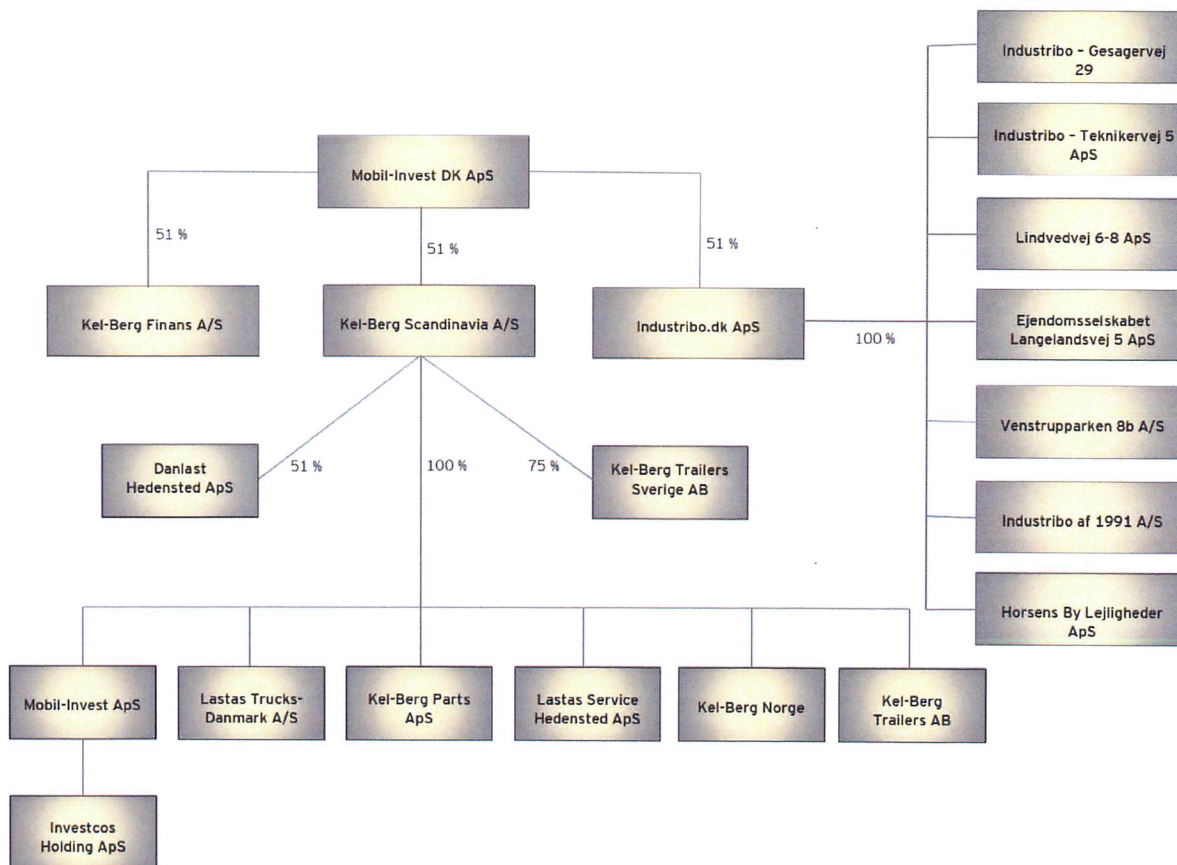 Industribo – Gesagervej
29
Industribo – Teknikervej 5
ApS
Mobil-Invest DK ApS
51 %
51 %
51 %
Lindvedvej 6-8 ApS
Kel-Berg Finans A/S
Kel-Berg Scandinavia A/S
Industribo.dk ApS
100 %
Ejendomsselskabet
Langelandsvej 5 ApS
Venstrupparken 8b A/S
Danlast
Hedensted ApS
51 %
100 %
75 %
Kel-Berg Trailers
Sverige AB
Industribo af 1991 A/S
Horsens By Lejligheder
ApS
Mobil-Invest ApS
Lastas Trucks-
Danmark A/S
Kel-Berg Parts
ApS
Lastas Service
Hedensted ApS
Kel-Berg Norge
Kel-Berg
Trailers AB
Investcos
Holding ApS